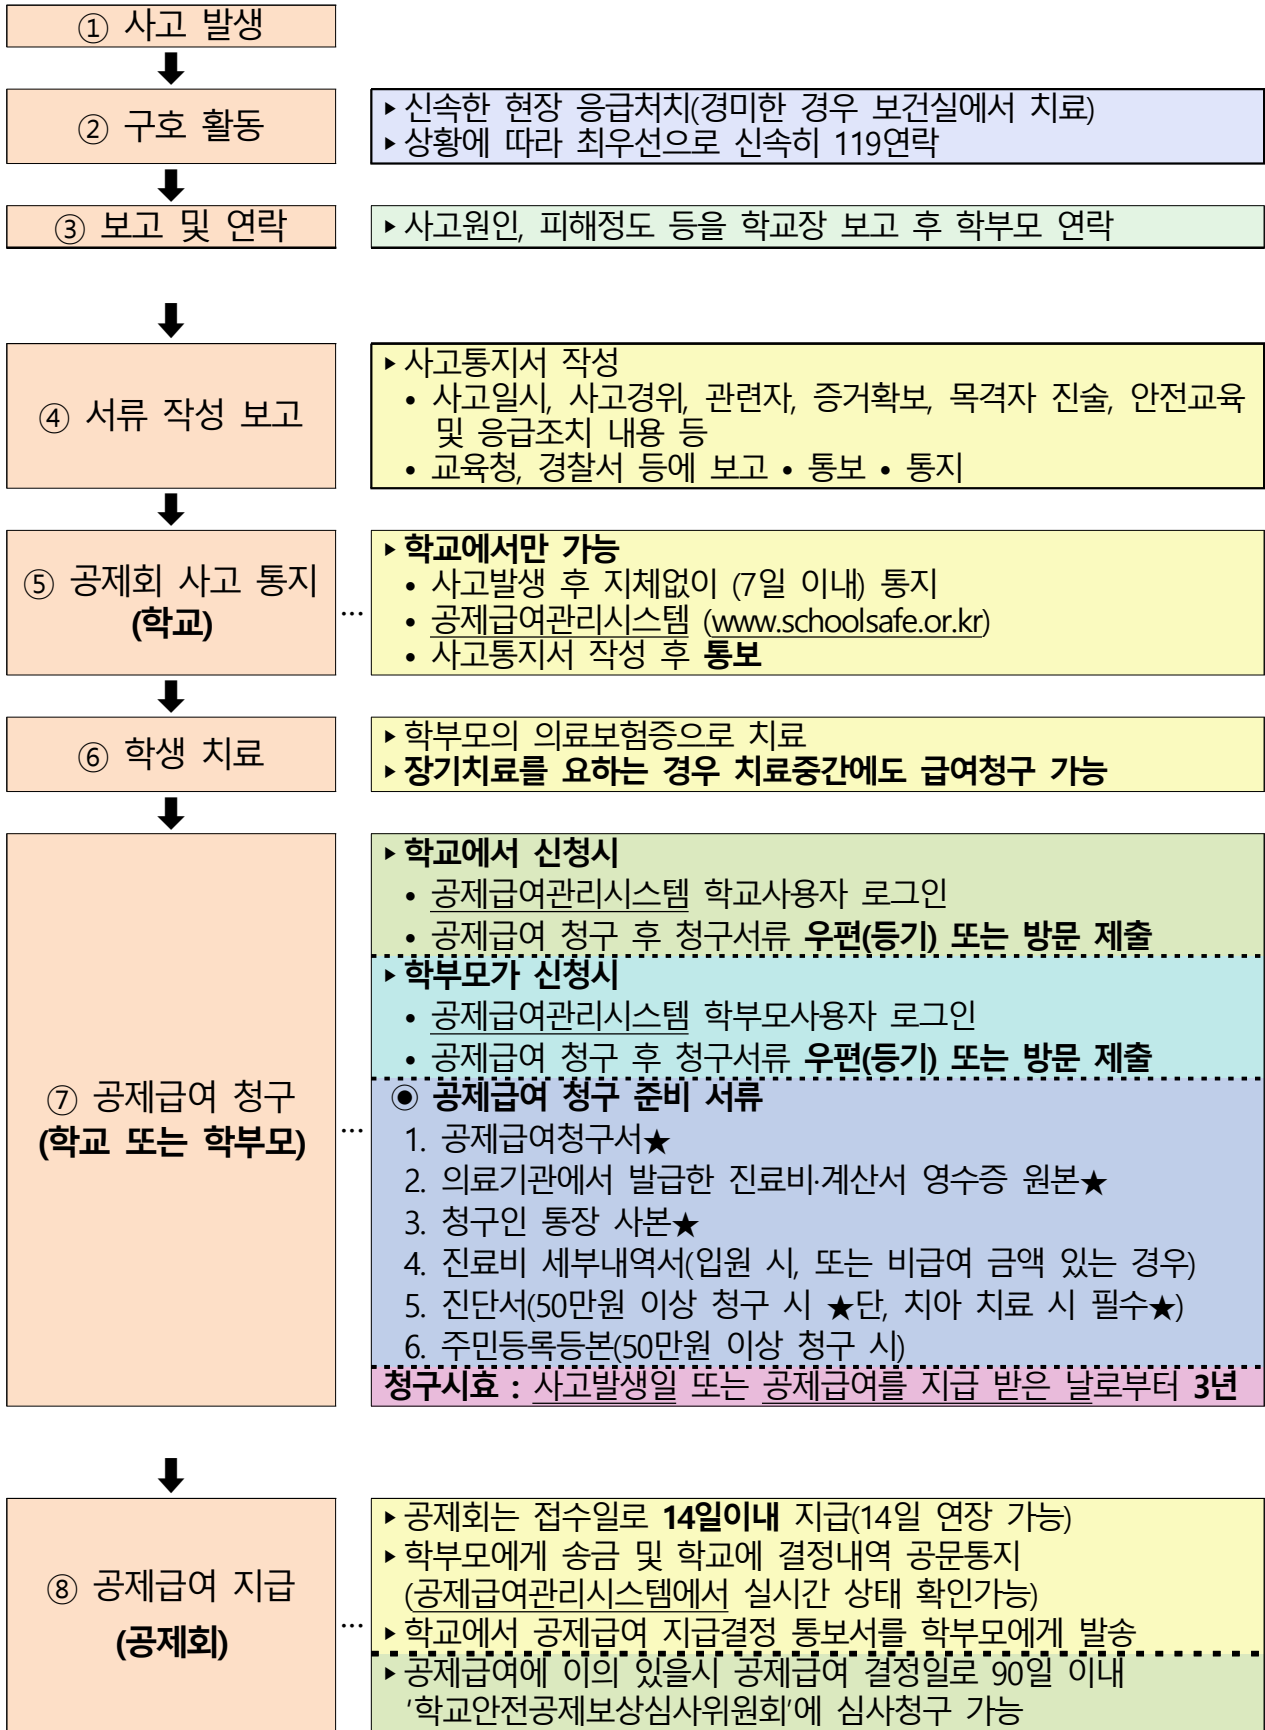 ① 사고 발생
② 구호 활동
▸신속한 현장 응급처치(경미한 경우 보건실에서 치료)
▸상황에 따라 최우선으로 신속히 119연락
③ 보고 및 연락
▸사고원인, 피해정도 등을 학교장 보고 후 학부모 연락
④ 서류 작성 보고
▸사고통지서 작성
• 사고일시, 사고경위, 관련자, 증거확보, 목격자 진술, 안전교육
및 응급조치 내용 등
• 교육청, 경찰서 등에 보고 • 통보 • 통지
⑤ 공제회 사고 통지
(학교)
…
▸학교에서만 가능
• 사고발생 후 지체없이 (7일 이내) 통지
• 공제급여관리시스템 (www.schoolsafe.or.kr)
• 사고통지서 작성 후 통보
⑥ 학생 치료
▸학부모의 의료보험증으로 치료
▸장기치료를 요하는 경우 치료중간에도 급여청구 가능
⑦ 공제급여 청구
(학교 또는 학부모)
…
▸학교에서 신청시
• 공제급여관리시스템 학교사용자 로그인
• 공제급여 청구 후 청구서류 우편(등기) 또는 방문 제출
▸학부모가 신청시
• 공제급여관리시스템 학부모사용자 로그인
• 공제급여 청구 후 청구서류 우편(등기) 또는 방문 제출
◉ 공제급여 청구 준비 서류
1. 공제급여청구서★
2. 의료기관에서 발급한 진료비·계산서 영수증 원본★
3. 청구인 통장 사본★
4. 진료비 세부내역서(입원 시, 또는 비급여 금액 있는 경우)
5. 진단서(50만원 이상 청구 시 ★단, 치아 치료 시 필수★)
6. 주민등록등본(50만원 이상 청구 시)
청구시효 : 사고발생일 또는 공제급여를 지급 받은 날로부터 3년
⑧ 공제급여 지급
(공제회)
…
▸공제회는 접수일로 14일이내 지급(14일 연장 가능)
▸학부모에게 송금 및 학교에 결정내역 공문통지
(공제급여관리시스템에서 실시간 상태 확인가능)
▸학교에서 공제급여 지급결정 통보서를 학부모에게 발송
▸공제급여에 이의 있을시 공제급여 결정일로 90일 이내
'학교안전공제보상심사위원회'에 심사청구 가능